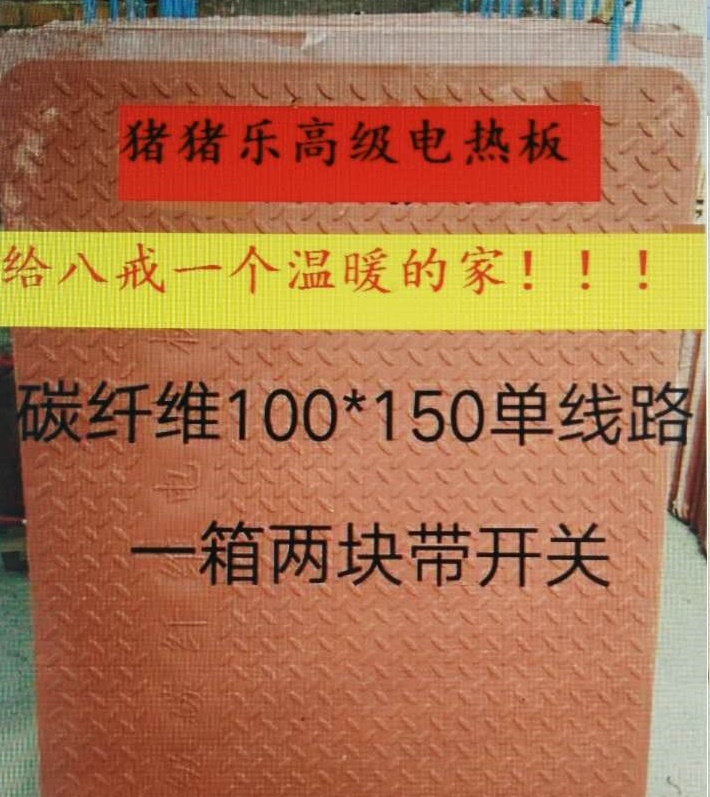 猪猪乐高级电热板
给八戒一个温暖的家！！！
碳纤维100*150单线路
一箱两块带开关